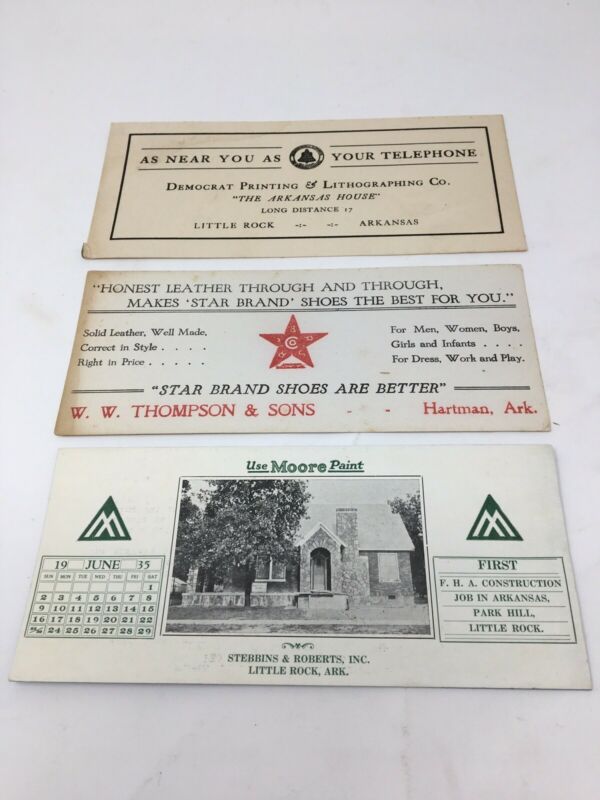 AS NEAR YOU AS YOUR TELEPHONE
DEMOCRAT PRINTING & LITHOGRAPHING CO.
"THE ARKANSAS HOUSE"
LONG DISTANCE 17
LITTLE ROCK -:- -:- ARKANSAS
"HONEST LEATHER THROUGH AND THROUGH,
MAKES 'STAR BRAND' SHOES THE BEST FOR YOU."
Solid Leather, Well Made,
Correct in Style . . . .
Right in Price . . . . .
For Men, Women, Boys,
Girls and Infants . . . .
For Dress, Work and Play.
"STAR BRAND SHOES ARE BETTER"
W. W. THOMPSON & SONS - - Hartman, Ark.
Use Moore Paint
19 JUNE 35
SUN. MON. TUE. WED. THU. FRI. SAT.
1
2 3 4 5 6 7 8
9 10 11 12 13 14 15
16 17 18 19 20 21 22
23/30 24 25 26 27 28 29
FIRST
F. H. A. CONSTRUCTION
JOB IN ARKANSAS,
PARK HILL,
LITTLE ROCK.
STEBBINS & ROBERTS, INC.
LITTLE ROCK, ARK.